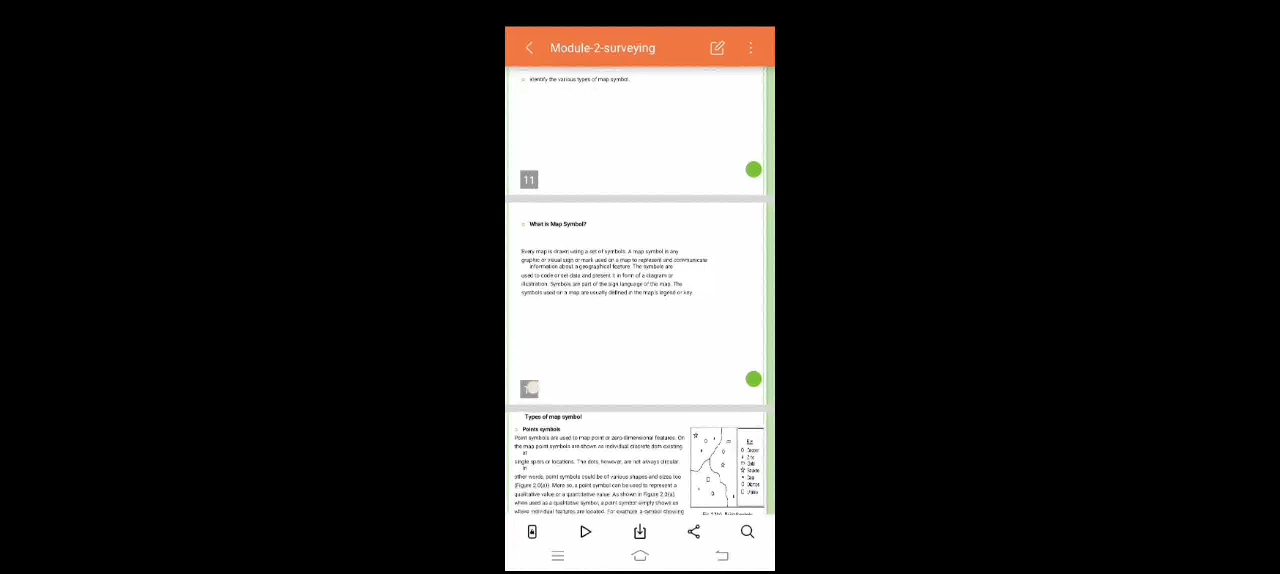 Module-2-surveying
Identify the various types of map symbol.
11
What is Map Symbol?
Every map is drawn using a set of symbols. A map symbol is any
graphic or visual sign or mark used on a map to represent and communicate
information about a geographical feature. The symbols are
used to code or set data and present it in form of a diagram or
illustration. Symbols are part of the sign language of the map. The
symbols used on a map are usually defined in the map's legend or key
Types of map symbol
Points symbols
Point symbols are used to map point or zero-dimensional features. On
the map point symbols are shown as individual discrete dots existing
at
single spots or locations. The dots, however, are not always circular
in
other words, point symbols could be of various shapes and sizes too
More so, a point symbol can be used to represent a
qualitative value or a quantitative value. As shown in Figure
when used as a qualitative symbol, a point symbol simply shows us
where individual features are located. For example a symbol showing